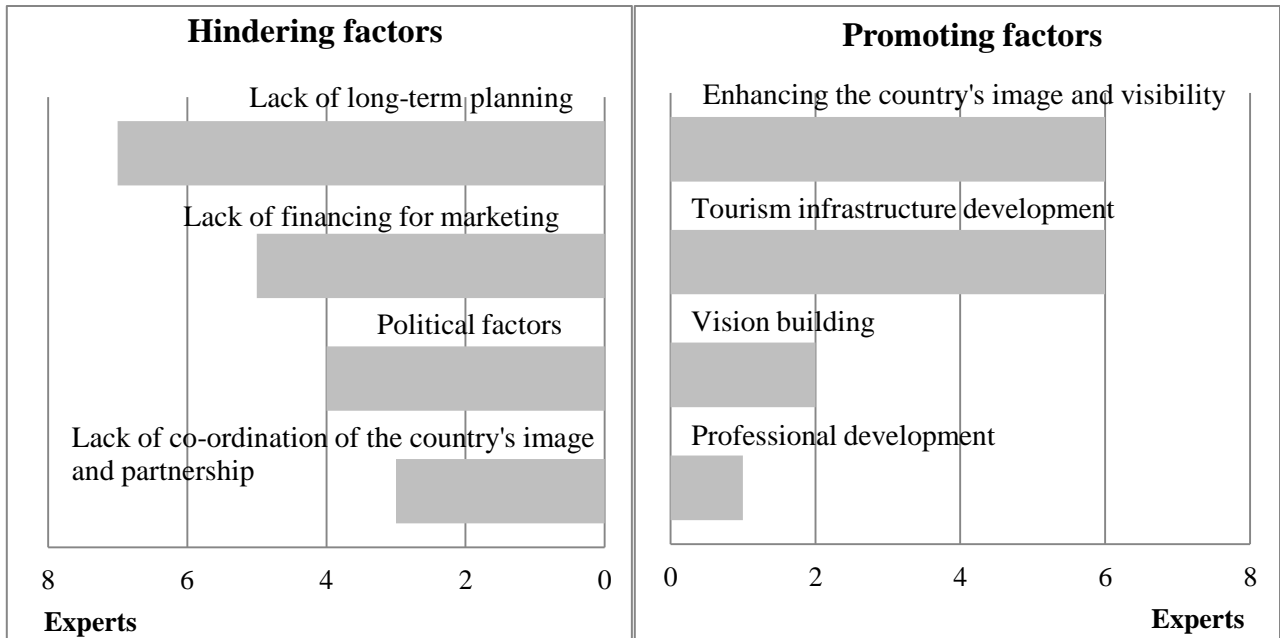 Hindering factors
Lack of long-term planning
Lack of financing for marketing
Political factors
Lack of co-ordination of the country's image
and partnership
8 6 4 2 0
Experts
Promoting factors
Enhancing the country's image and visibility
Tourism infrastructure development
Vision building
Professional development
0 2 4 6 8
Experts